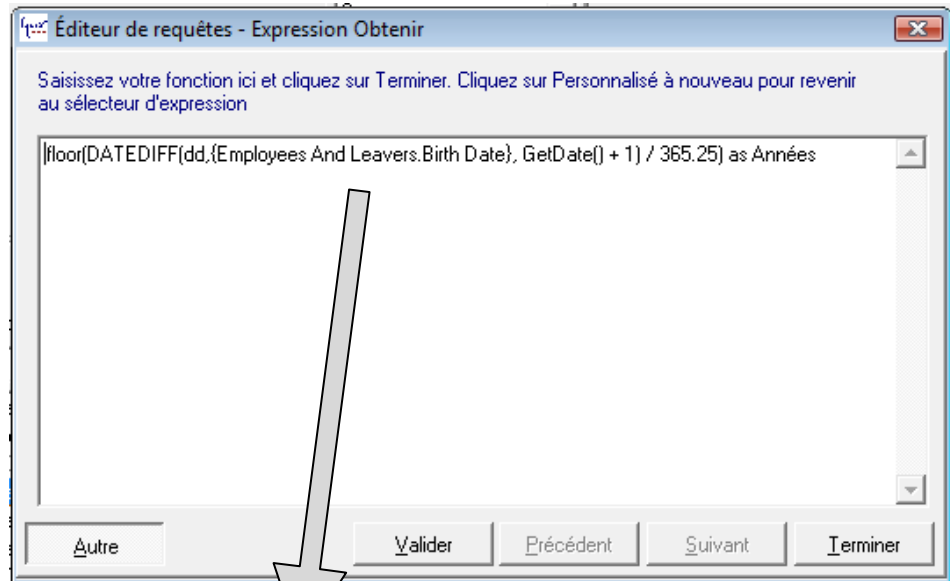 Éditeur de requêtes - Expression Obtenir
Saisissez votre fonction ici et cliquez sur Terminer. Cliquez sur Personnalisé à nouveau pour revenir
au sélecteur d'expression
floor(DATEDIFF(dd,{Employees And Leavers.Birth Date}, GetDate() + 1) / 365.25) as Années
Autre Valider Précédent Suivant Terminer